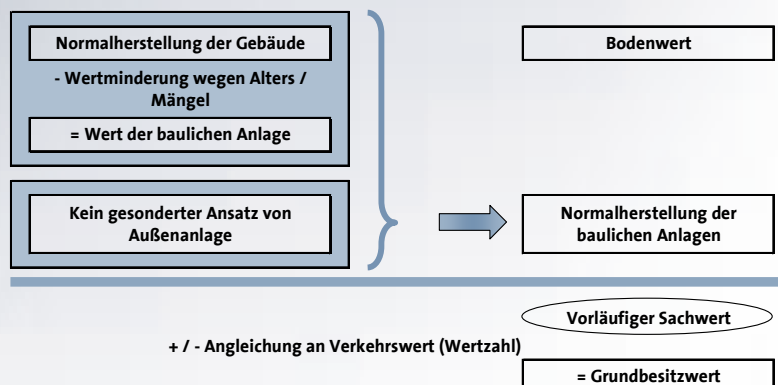 Normalherstellung der Gebäude
- Wertminderung wegen Alters /
Mängel
= Wert der baulichen Anlage
Kein gesonderter Ansatz von
Außenanlage
Bodenwert
Normalherstellung der
baulichen Anlagen
Vorläufiger Sachwert
+ / - Angleichung an Verkehrswert (Wertzahl)
= Grundbesitzwert